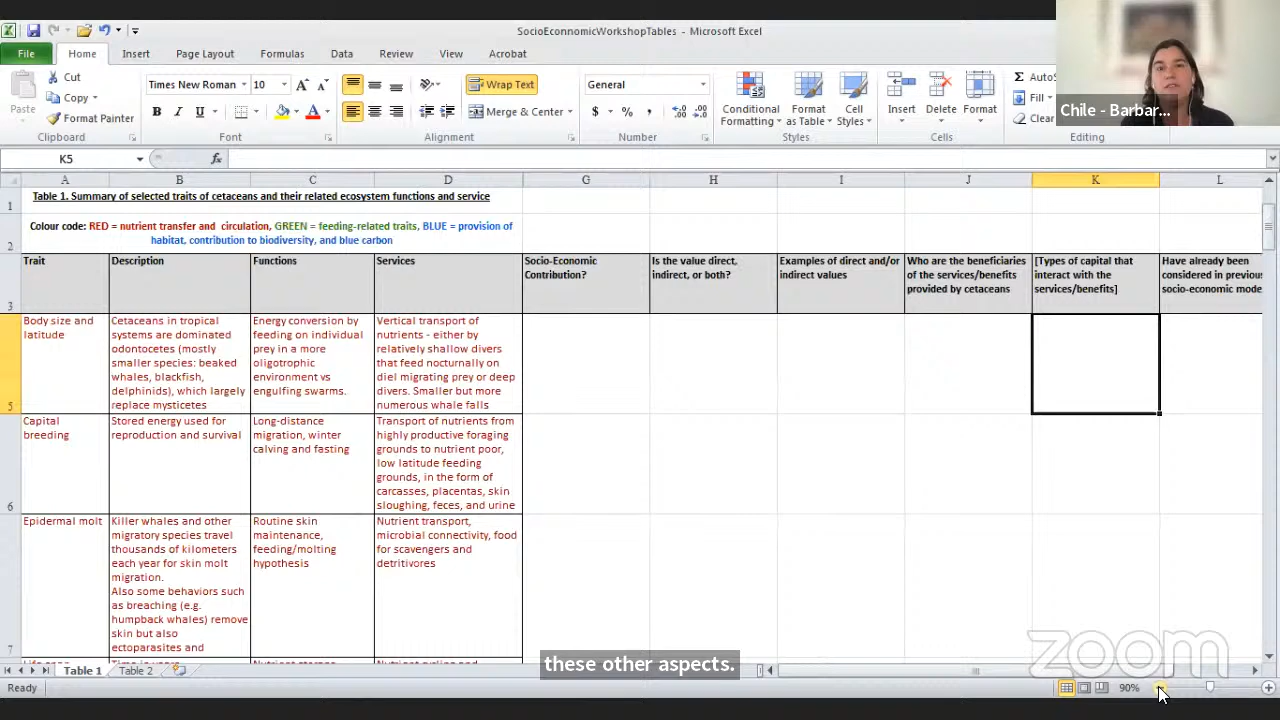 SocioEconnomicWorkshopTables - Microsoft Excel
File Home Insert Page Layout Formulas Data Review View Acrobat
Paste
Cut
Copy
Format Painter
Clipboard
Times New Roman 10
B I U
Font
Wrap Text
Merge & Center
Alignment
General
$ % ,
Number
Conditional Formatting
Format as Table
Cell Styles
Styles
Insert Delete Format
Cells
Σ AutoS
Fill
Clear
Editing
Chile - Barbar...
K5 fx
A B C D G H I J K L
1 Table 1. Summary of selected traits of cetaceans and their related ecosystem functions and service
Colour code: RED = nutrient transfer and circulation, GREEN = feeding-related traits, BLUE = provision of
2 habitat, contribution to biodiversity, and blue carbon
3
Trait
Description
Functions
Services
Socio-Economic
Contribution?
Is the value direct,
indirect, or both?
Examples of direct and/or
indirect values
Who are the beneficiaries
of the services/benefits
provided by cetaceans
[Types of capital that
interact with the
services/benefits]
Have already been
considered in previou
socio-economic mode
5
Body size and
latitude
Cetaceans in tropical
systems are dominated
odontocetes (mostly
smaller species: beaked
whales, blackfish,
delphinids), which largely
replace mysticetes
Energy conversion by
feeding on individual
prey in a more
oligotrophic
environment vs
engulfing swarms.
Vertical transport of
nutrients - either by
relatively shallow divers
that feed nocturnally on
diel migrating prey or deep
divers. Smaller but more
numerous whale falls
6
Capital
breeding
Stored energy used for
reproduction and survival
Long-distance
migration, winter
calving and fasting
Transport of nutrients from
highly productive foraging
grounds to nutrient poor,
low latitude feeding
grounds, in the form of
carcasses, placentas, skin
sloughing, feces, and urine
7
Epidermal molt
Killer whales and other
migratory species travel
thousands of kilometers
each year for skin molt
migration.
Also some behaviors such
as breaching (e.g.
humpback whales) remove
skin but also
ectoparasites and
Routine skin
maintenance,
feeding/molting
hypothesis
Nutrient transport,
microbial connectivity, food
for scavengers and
detritivores
these other aspects.
zoom
Table 1 Table 2
Ready
90%